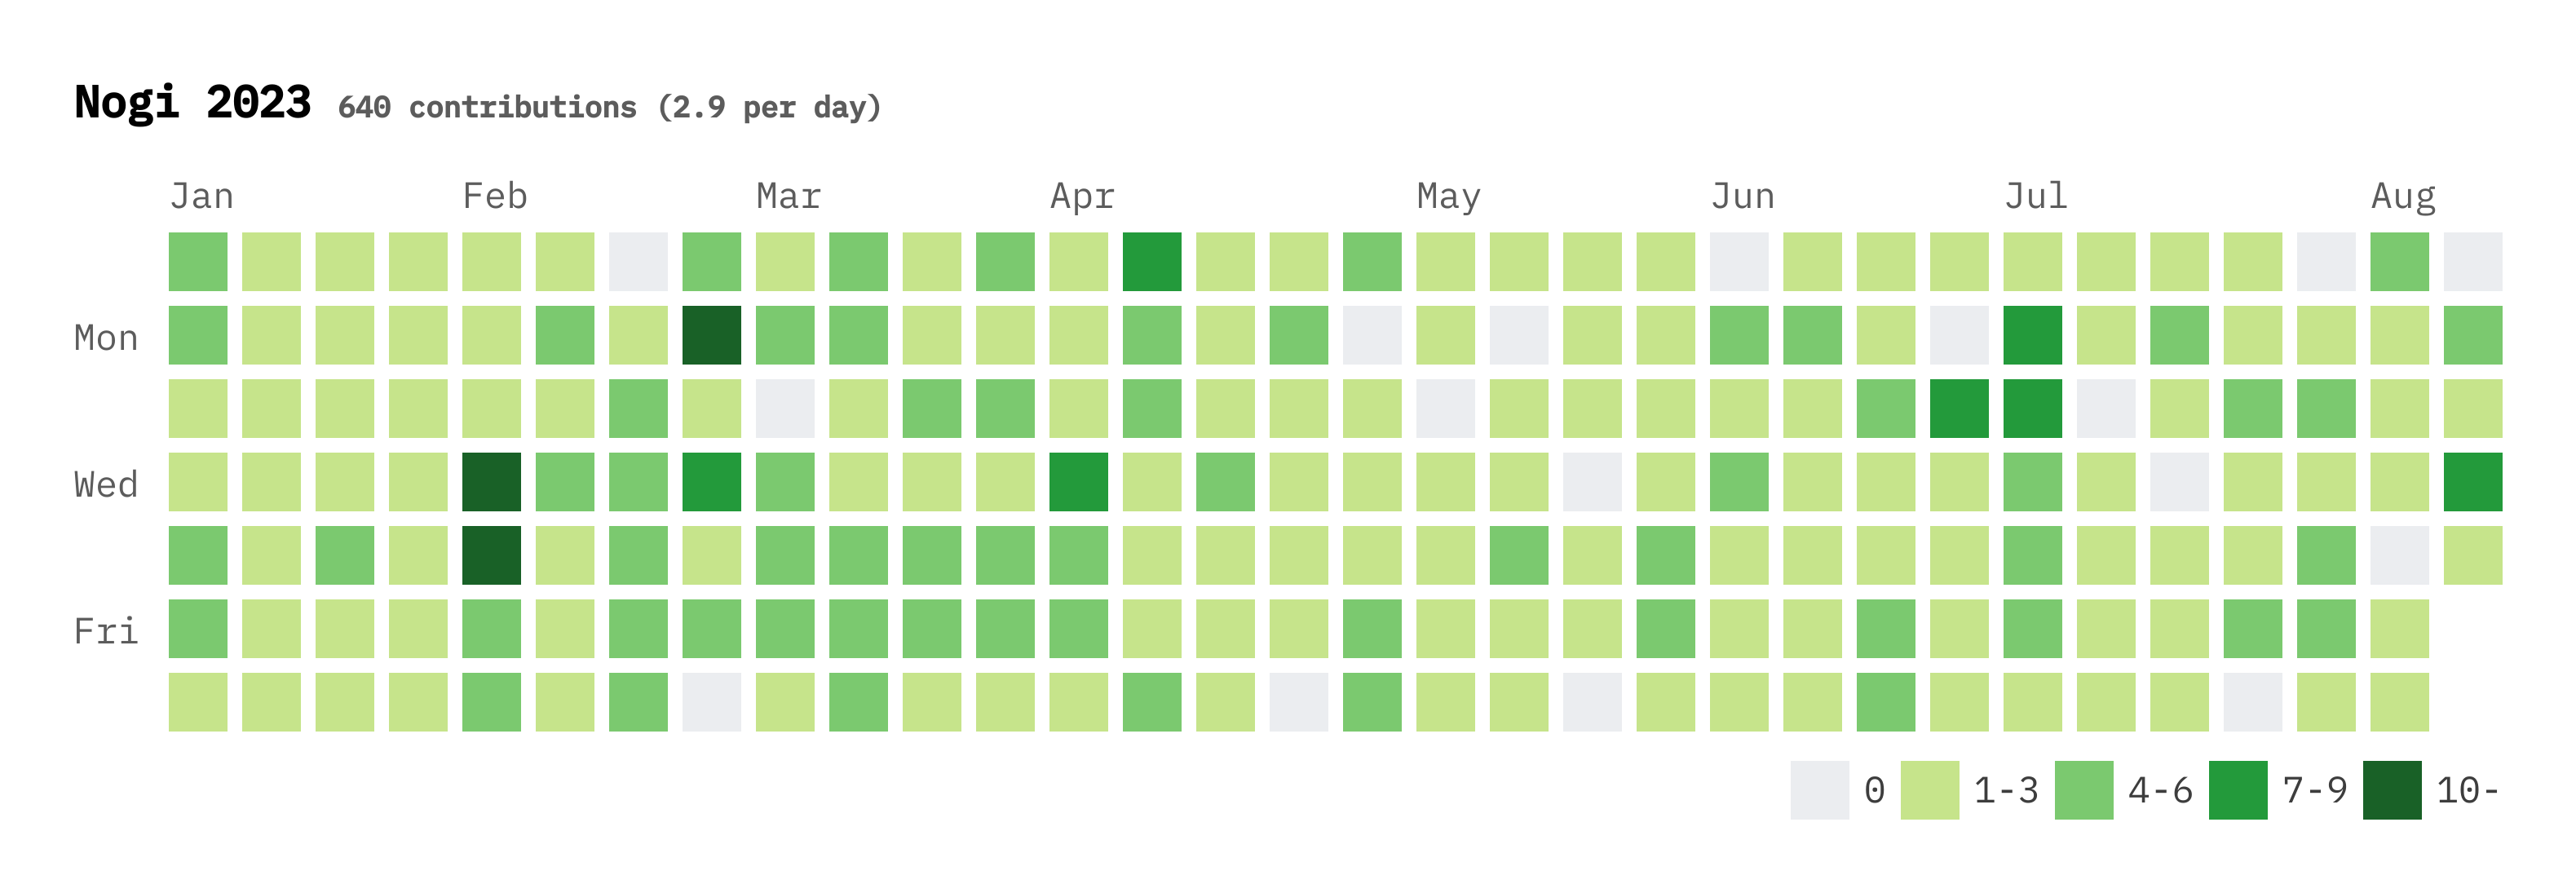 Nogi 2023 640 contributions (2.9 per day)
Jan Feb Mar Apr May Jun Jul Aug
Mon
Wed
Fri
0 1-3 4-6 7-9 10-